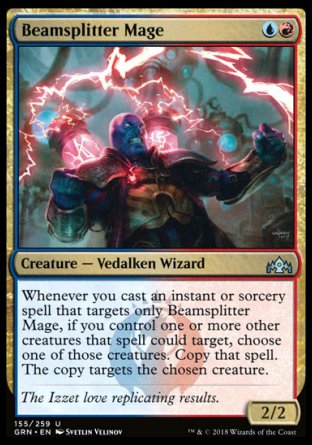 Beamsplitter Mage
Creature — Vedalken Wizard
Whenever you cast an instant or sorcery
spell that targets only Beamsplitter
Mage, if you control one or more other
creatures that spell could target, choose
one of those creatures. Copy that spell.
The copy targets the chosen creature.
The Izzet love replicating results.
2/2
155/259 U
GRN • EN Svetlin Velinov
™ & © 2018 Wizards of the Coast